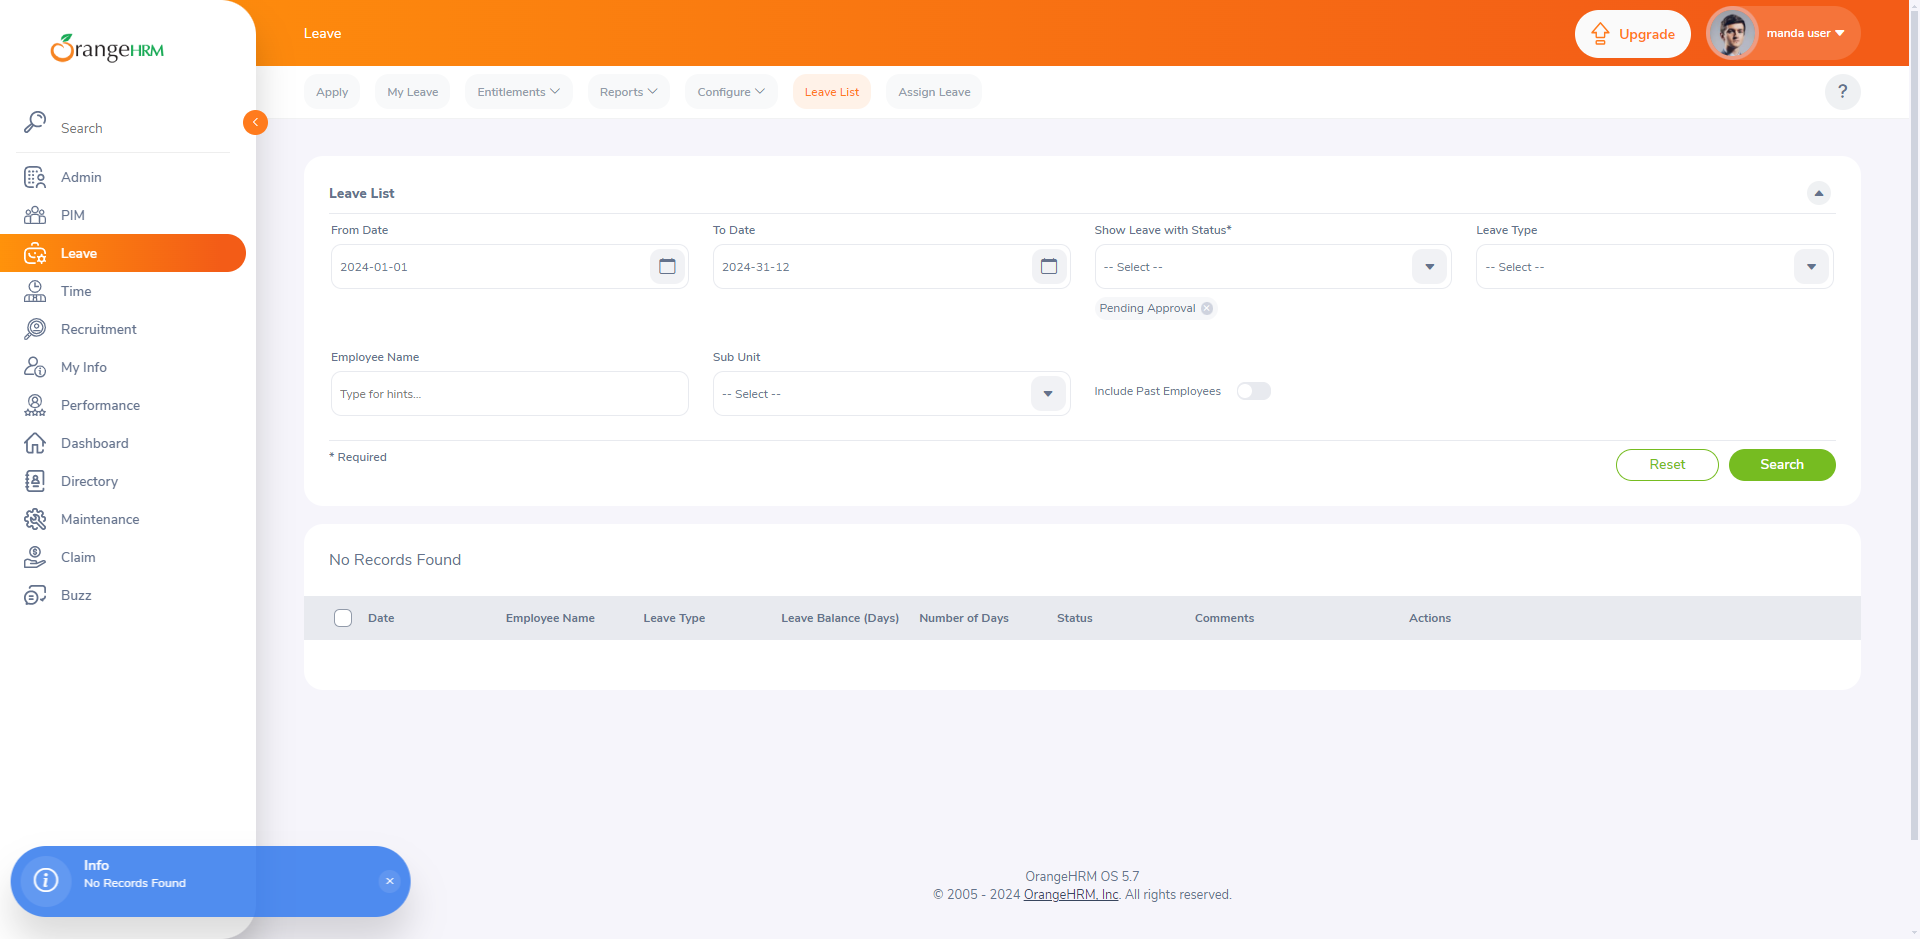 OrangeHRM
Search
Admin
PIM
Leave
Time
Recruitment
My Info
Performance
Dashboard
Directory
Maintenance
Claim
Buzz
Leave
Upgrade
manda user
Apply
My Leave
Entitlements
Reports
Configure
Leave List
Assign Leave
?
Leave List
From Date
To Date
Show Leave with Status*
Leave Type
2024-01-01
2024-31-12
-- Select --
-- Select --
Pending Approval
Employee Name
Sub Unit
Type for hints...
-- Select --
Include Past Employees
* Required
Reset
Search
No Records Found
Date
Employee Name
Leave Type
Leave Balance (Days)
Number of Days
Status
Comments
Actions
Info
No Records Found
OrangeHRM OS 5.7
© 2005 - 2024 OrangeHRM, Inc. All rights reserved.